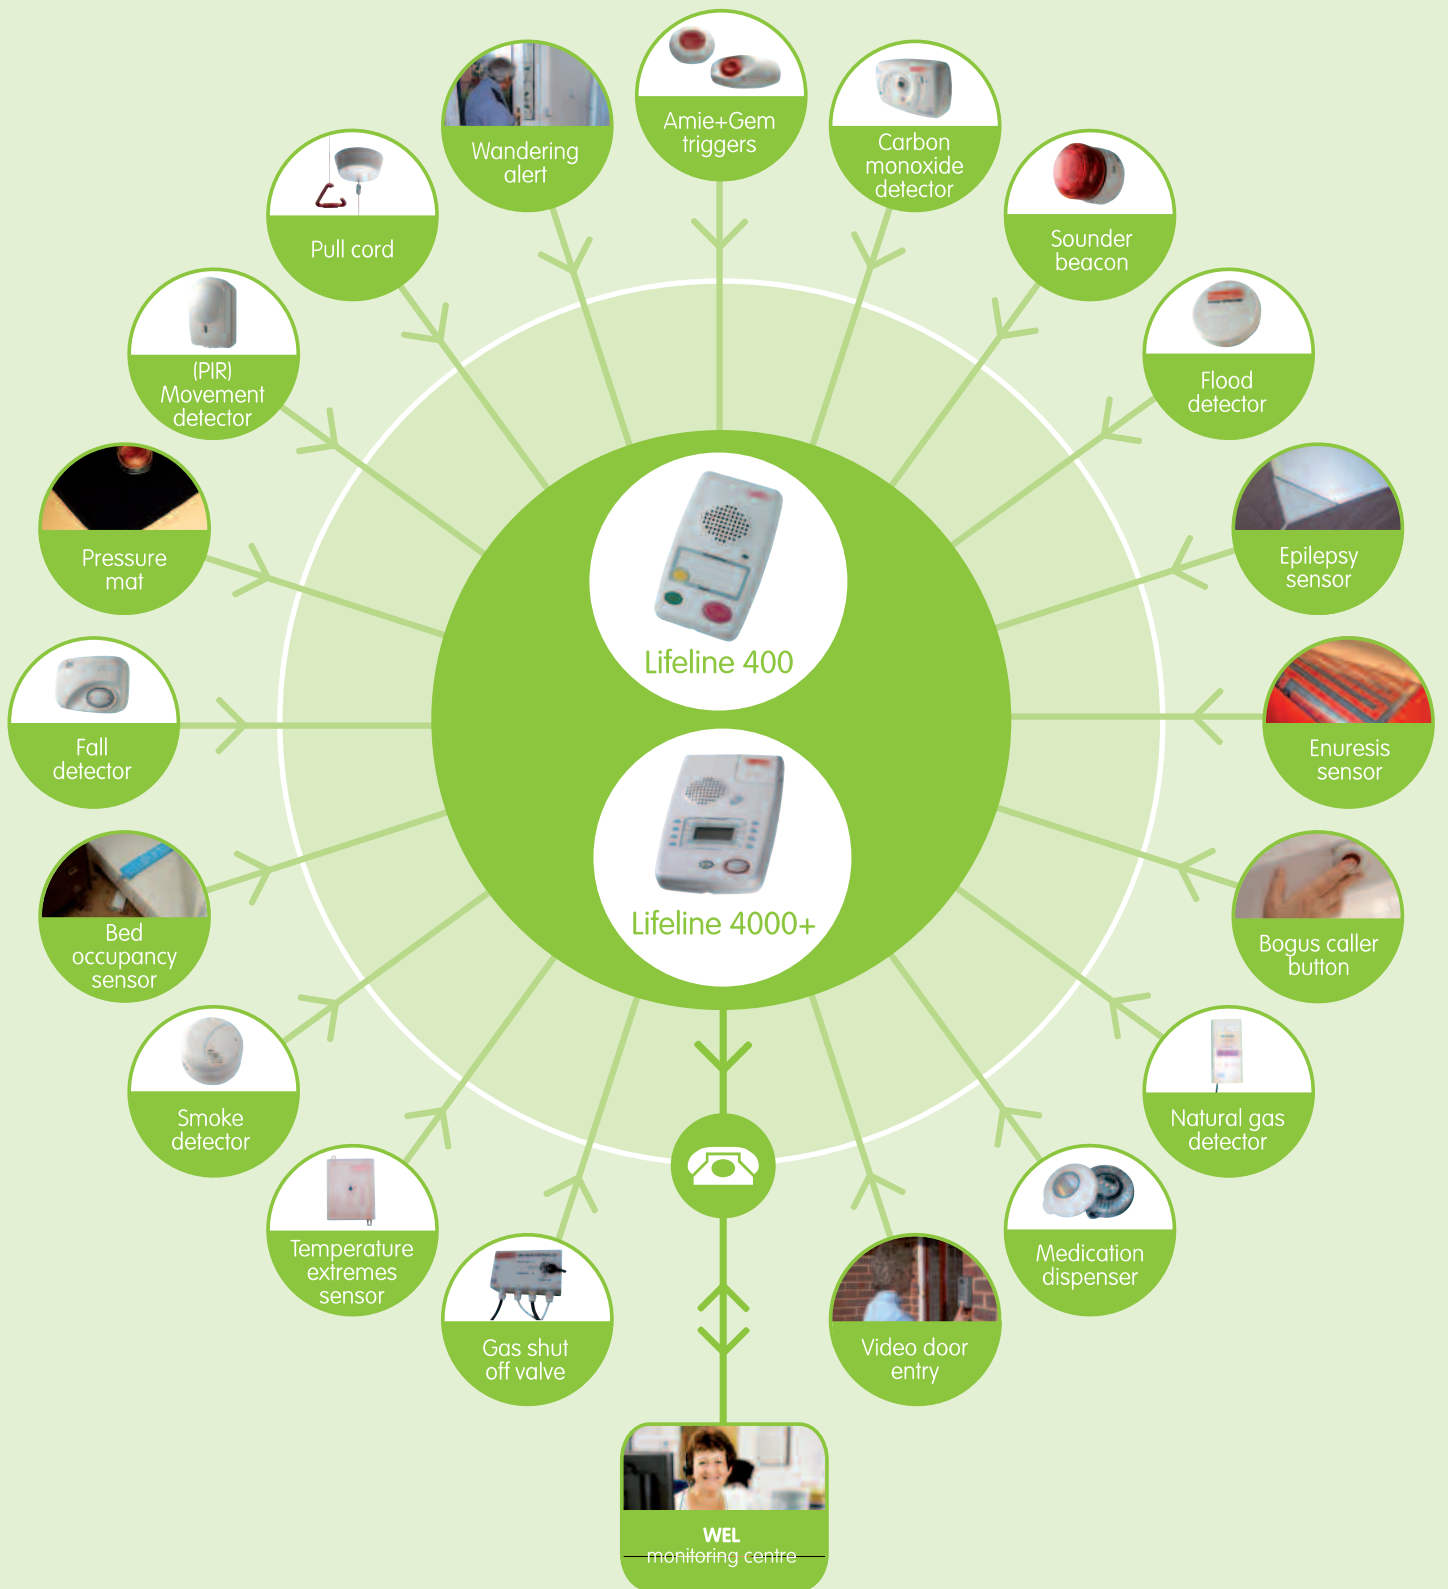 Amie+Gem
triggers
Carbon
monoxide
detector
Sounder
beacon
Flood
detector
Epilepsy
sensor
Enuresis
sensor
Bogus caller
button
Natural gas
detector
Medication
dispenser
Video door
entry
Gas shut
off valve
Temperature
extremes
sensor
Smoke
detector
Bed
occupancy
sensor
Fall
detector
Pressure
mat
(PIR)
Movement
detector
Pull cord
Wandering
alert
Lifeline 400
Lifeline 4000+
WEL
monitoring centre